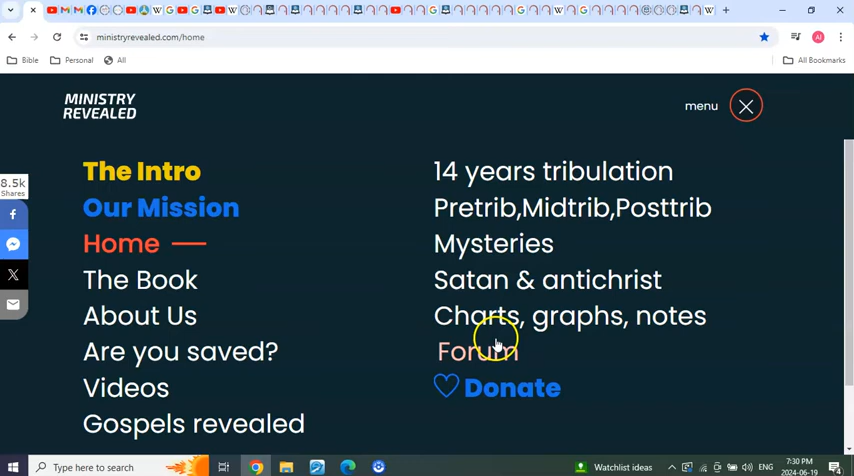 ministryrevealed.com/home
Bible
Personal
All
All Bookmarks
MINISTRY
REVEALED
menu
8.5k
Shares
The Intro
Our Mission
Home
The Book
About Us
Are you saved?
Videos
Gospels revealed
14 years tribulation
Pretrib,Midtrib,Posttrib
Mysteries
Satan & antichrist
Charts, graphs, notes
Forum
Donate
Type here to search
Watchlist ideas
ENG
7:30 PM
2024-06-19
4